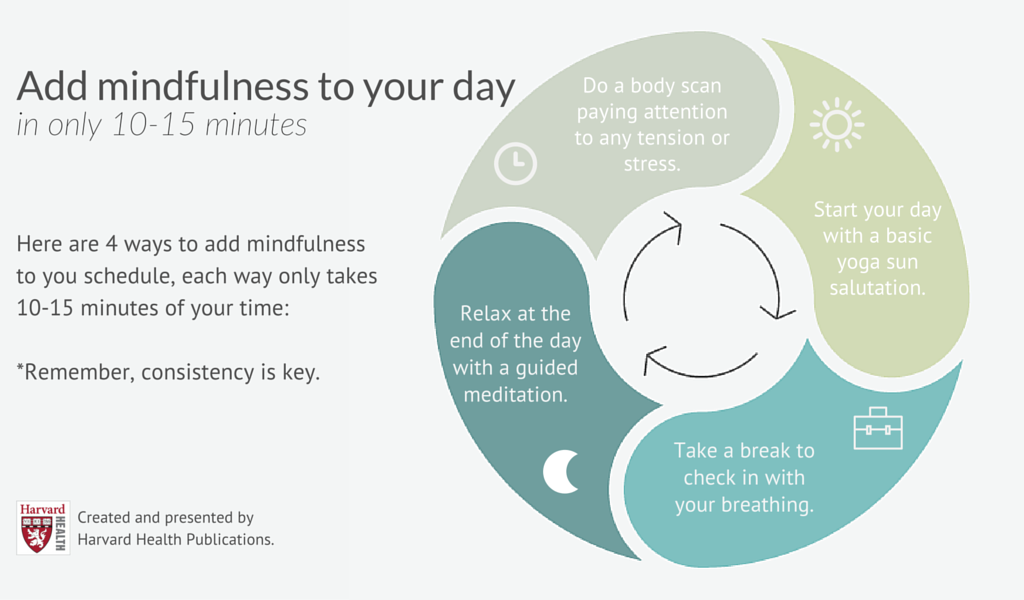 Add mindfulness to your day
in only 10-15 minutes
Here are 4 ways to add mindfulness
to you schedule, each way only takes
10-15 minutes of your time:
*Remember, consistency is key.
Do a body scan
paying attention
to any tension or
stress.
Start your day
with a basic
yoga sun
salutation.
Take a break to
check in with
your breathing.
Relax at the
end of the day
with a guided
meditation.
Harvard
HEALTH
Created and presented by
Harvard Health Publications.